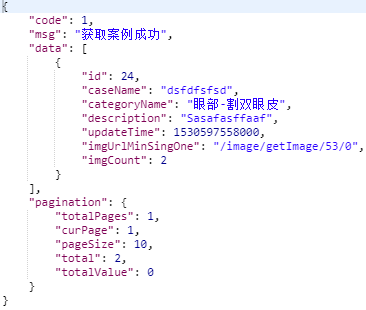 {
"code": 1,
"msg": "获取案例成功",
"data": [
{
"id": 24,
"caseName": "dsfdfsfsd",
"categoryName": "眼部-割双眼皮",
"description": "Sasafasffaaf",
"updateTime": 1530597558000,
"imgUrlMinSingOne": "/image/getImage/53/0",
"imgCount": 2
}
],
"pagination": {
"totalPages": 1,
"curPage": 1,
"pageSize": 10,
"total": 2,
"totalValue": 0
}
}